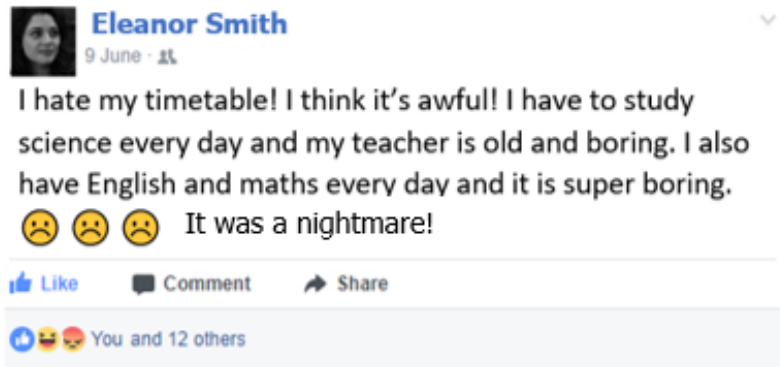 Eleanor Smith
9 June
I hate my timetable! I think it's awful! I have to study
science every day and my teacher is old and boring. I also
have English and maths every day and it is super boring.
It was a nightmare!
Like Comment Share
You and 12 others